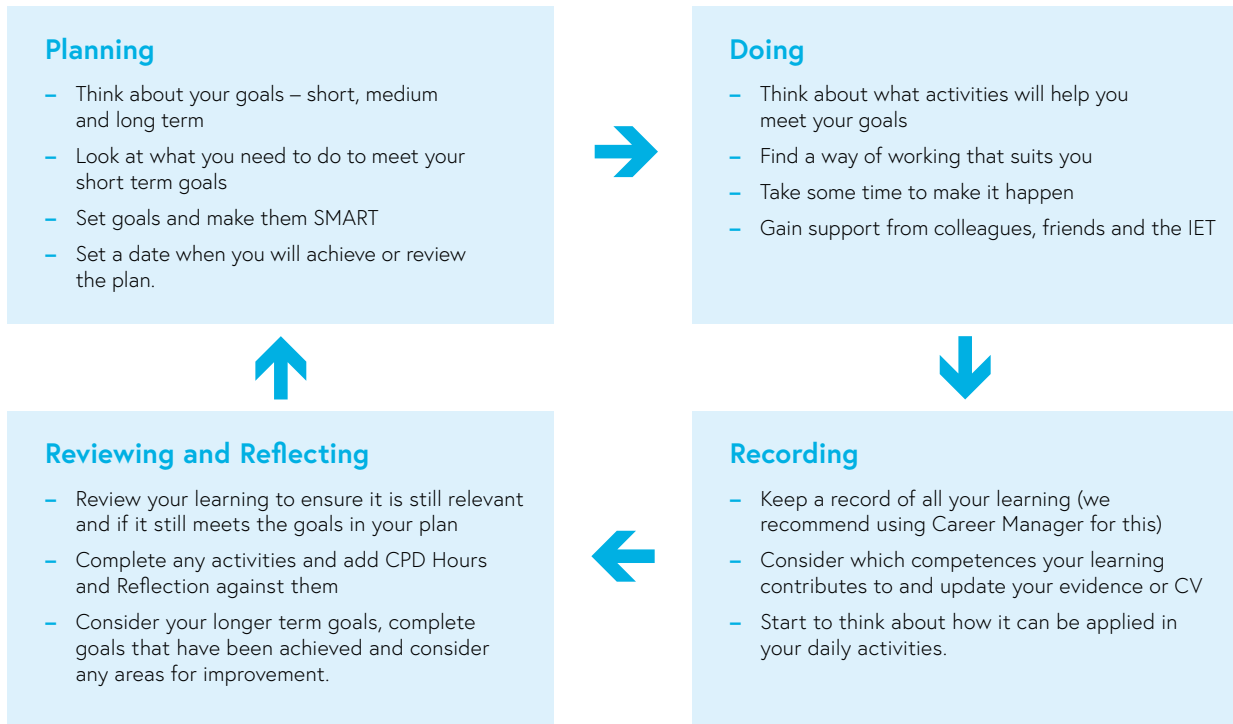 Planning
– Think about your goals – short, medium
and long term
– Look at what you need to do to meet your
short term goals
– Set goals and make them SMART
– Set a date when you will achieve or review
the plan.
Doing
– Think about what activities will help you
meet your goals
– Find a way of working that suits you
– Take some time to make it happen
– Gain support from colleagues, friends and the IET
Recording
– Keep a record of all your learning (we
recommend using Career Manager for this)
– Consider which competences your learning
contributes to and update your evidence or CV
– Start to think about how it can be applied in
your daily activities.
Reviewing and Reflecting
– Review your learning to ensure it is still relevant
and if it still meets the goals in your plan
– Complete any activities and add CPD Hours
and Reflection against them
– Consider your longer term goals, complete
goals that have been achieved and consider
any areas for improvement.